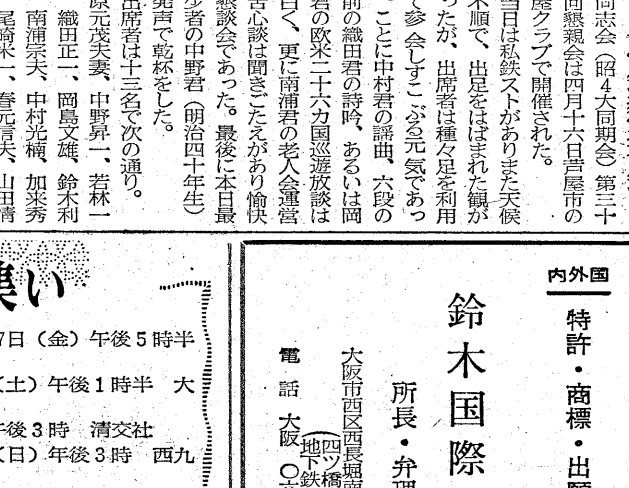 同志会（昭4大同期会）第三十
回懇親会は四月十六日芦屋市の
屋クラブで開催された。
当日は私鉄ストがありまた天候
不順で、出足をはばまれた観が
ったが、出席者は種々足を利用
て参会しすこぶる元気であっ
ことに中村君の謡曲、六段の
前の織田君の詩吟、あるいは岡
君の欧米二十六カ国巡遊放談は
白く、更に南浦君の老人会運営
苦心談は聞きごたえがあり愉快
懇談会であった。最後に本日最
少者の中野君（明治四十年生）
発声で乾杯をした。
出席者は十三名で次の通り。
原元茂夫妻、中野昇一、若林一
織田正一、岡島文雄、鈴木利
南浦宗夫、中村光楠、加来秀
尾崎米一、春元信夫、山田清
内外国
特許・商標・出願
鈴木国際
所長・弁理
大阪市西区西長堀南
（四ツ橋
地下鉄
電話 大阪
集い
7日（金）午後5時半
（土）午後1時半 大
午後3時 清交社
（日）午後3時 西九